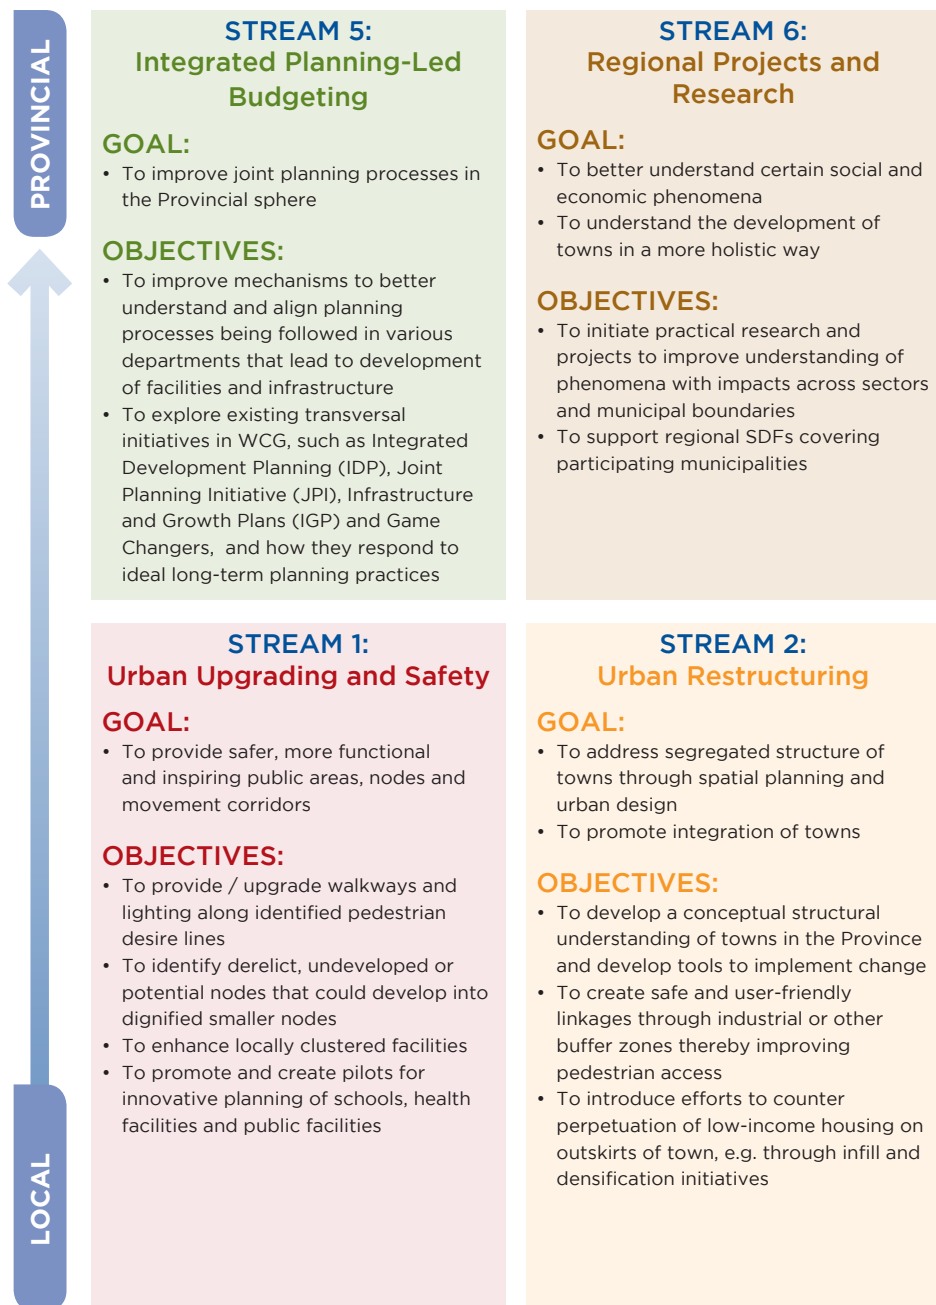 PROVINCIAL
STREAM 5:
Integrated Planning-Led
Budgeting
GOAL:
• To improve joint planning processes in
the Provincial sphere
OBJECTIVES:
• To improve mechanisms to better
understand and align planning
processes being followed in various
departments that lead to development
of facilities and infrastructure
• To explore existing transversal
initiatives in WCG, such as Integrated
Development Planning (IDP), Joint
Planning Initiative (JPI), Infrastructure
and Growth Plans (IGP) and Game
Changers,  and how they respond to
ideal long-term planning practices
STREAM 6:
Regional Projects and
Research
GOAL:
• To better understand certain social and
economic phenomena
• To understand the development of
towns in a more holistic way
OBJECTIVES:
• To initiate practical research and
projects to improve understanding of
phenomena with impacts across sectors
and municipal boundaries
• To support regional SDFs covering
participating municipalities
LOCAL
STREAM 1:
Urban Upgrading and Safety
GOAL:
• To provide safer, more functional
and inspiring public areas, nodes and
movement corridors
OBJECTIVES:
• To provide / upgrade walkways and
lighting along identified pedestrian
desire lines
• To identify derelict, undeveloped or
potential nodes that could develop into
dignified smaller nodes
• To enhance locally clustered facilities
• To promote and create pilots for
innovative planning of schools, health
facilities and public facilities
STREAM 2:
Urban Restructuring
GOAL:
• To address segregated structure of
towns through spatial planning and
urban design
• To promote integration of towns
OBJECTIVES:
• To develop a conceptual structural
understanding of towns in the Province
and develop tools to implement change
• To create safe and user-friendly
linkages through industrial or other
buffer zones thereby improving
pedestrian access
• To introduce efforts to counter
perpetuation of low-income housing on
outskirts of town, e.g. through infill and
densification initiatives